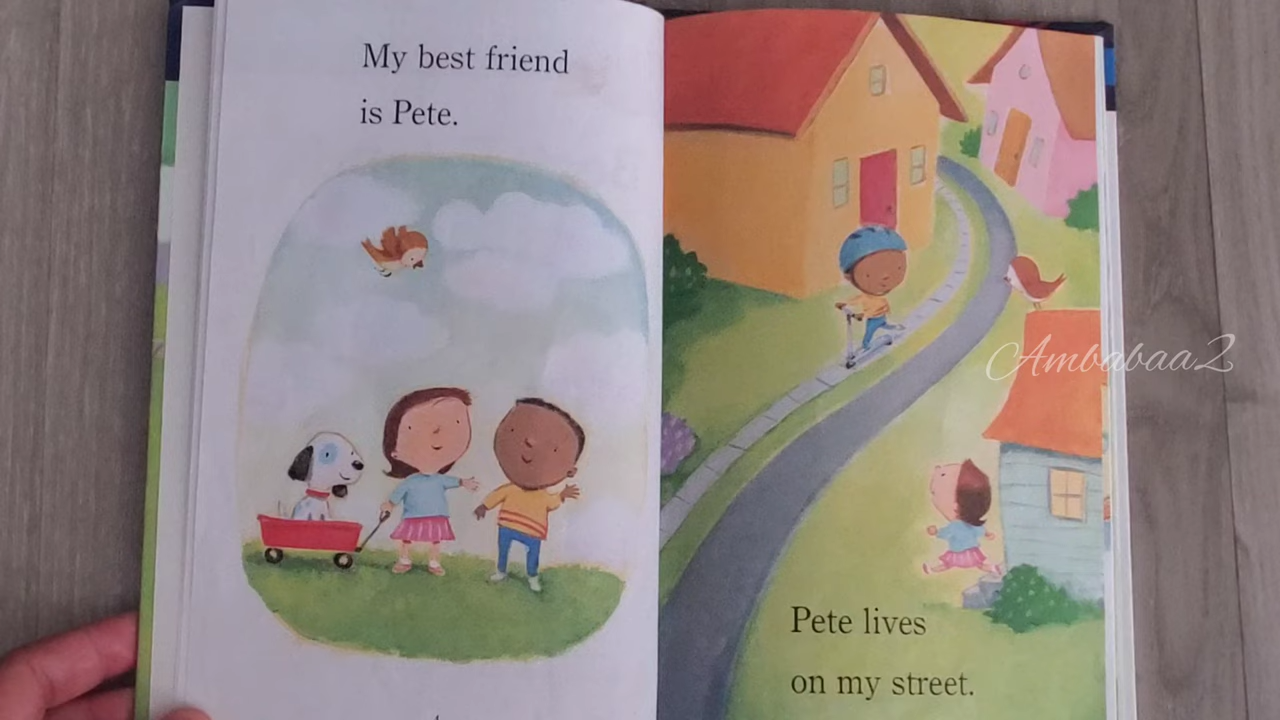 My best friend
is Pete.
Ambabaa2
Pete lives
on my street.